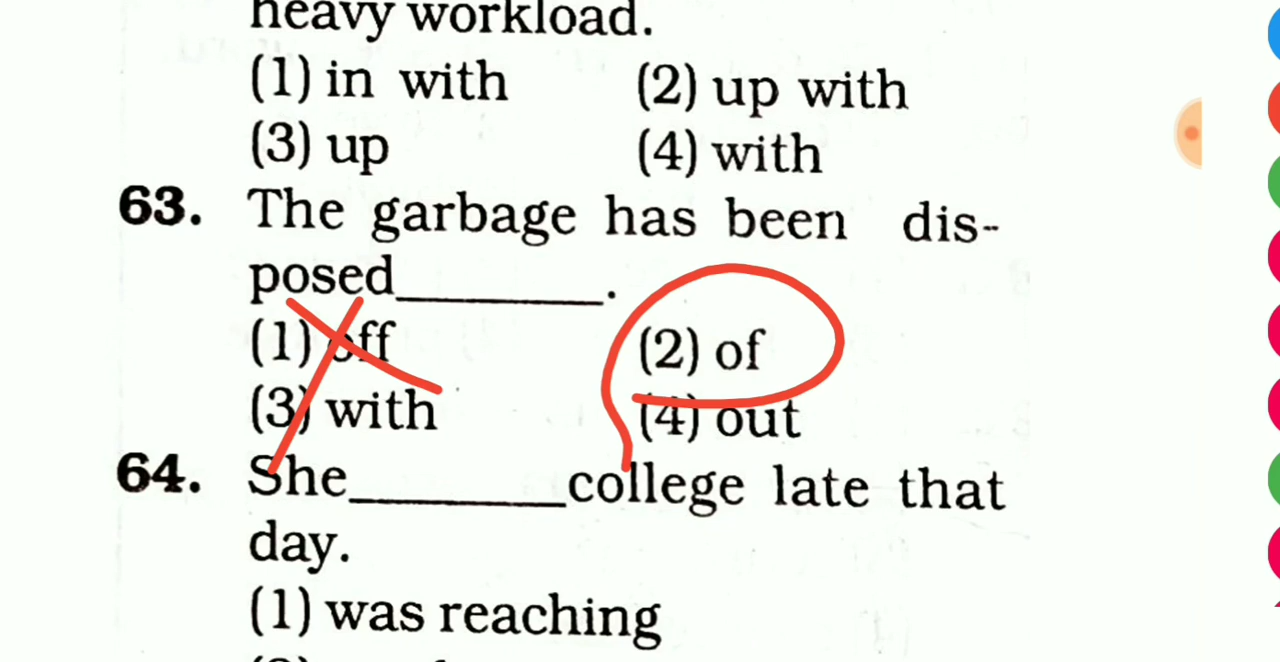 heavy workload.
(1) in with (2) up with
(3) up (4) with
63. The garbage has been dis-
posed________.
(1) off (2) of
(3) with (4) out
64. She________college late that
day.
(1) was reaching